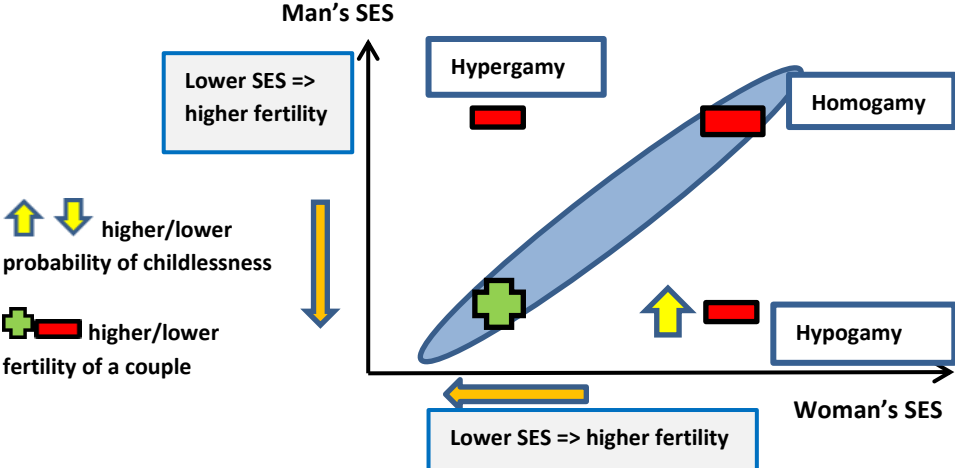 Man's SES
Lower SES =>
higher fertility
Hypergamy
Homogamy
higher/lower
probability of childlessness
higher/lower
fertility of a couple
Hypogamy
Woman's SES
Lower SES => higher fertility